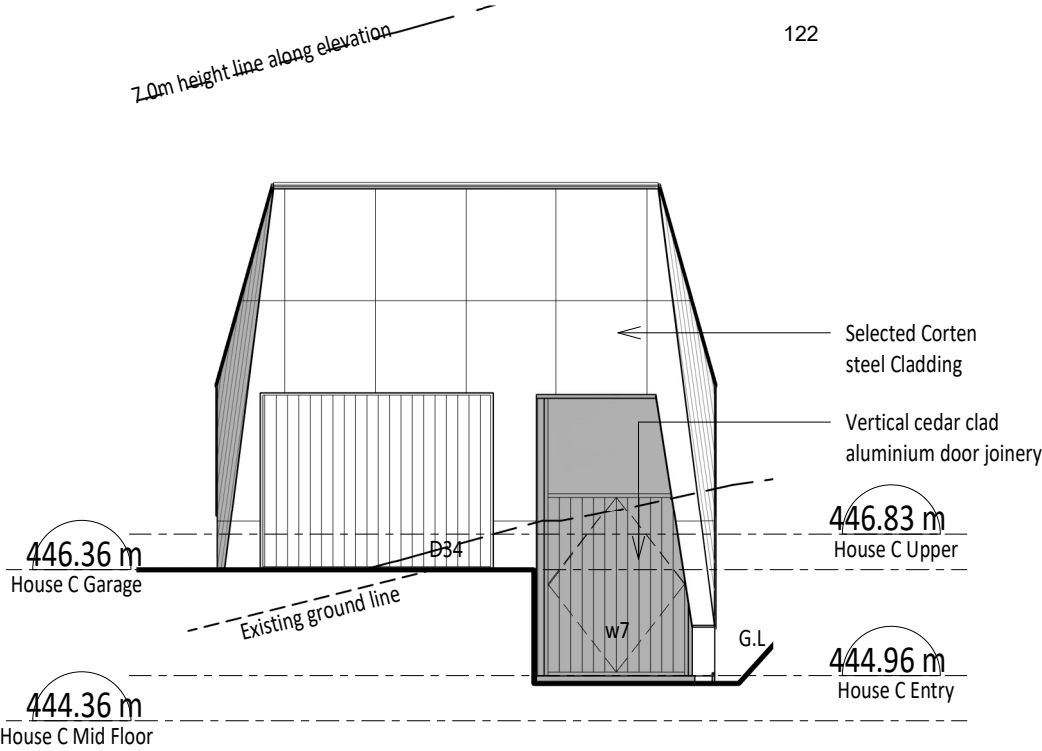 122
7.0m height line along elevation
Selected Corten
steel Cladding
Vertical cedar clad
aluminium door joinery
446.83 m
House C Upper
446.36 m
House C Garage
D34
Existing ground line
w7
G.L
444.96 m
House C Entry
444.36 m
House C Mid Floor